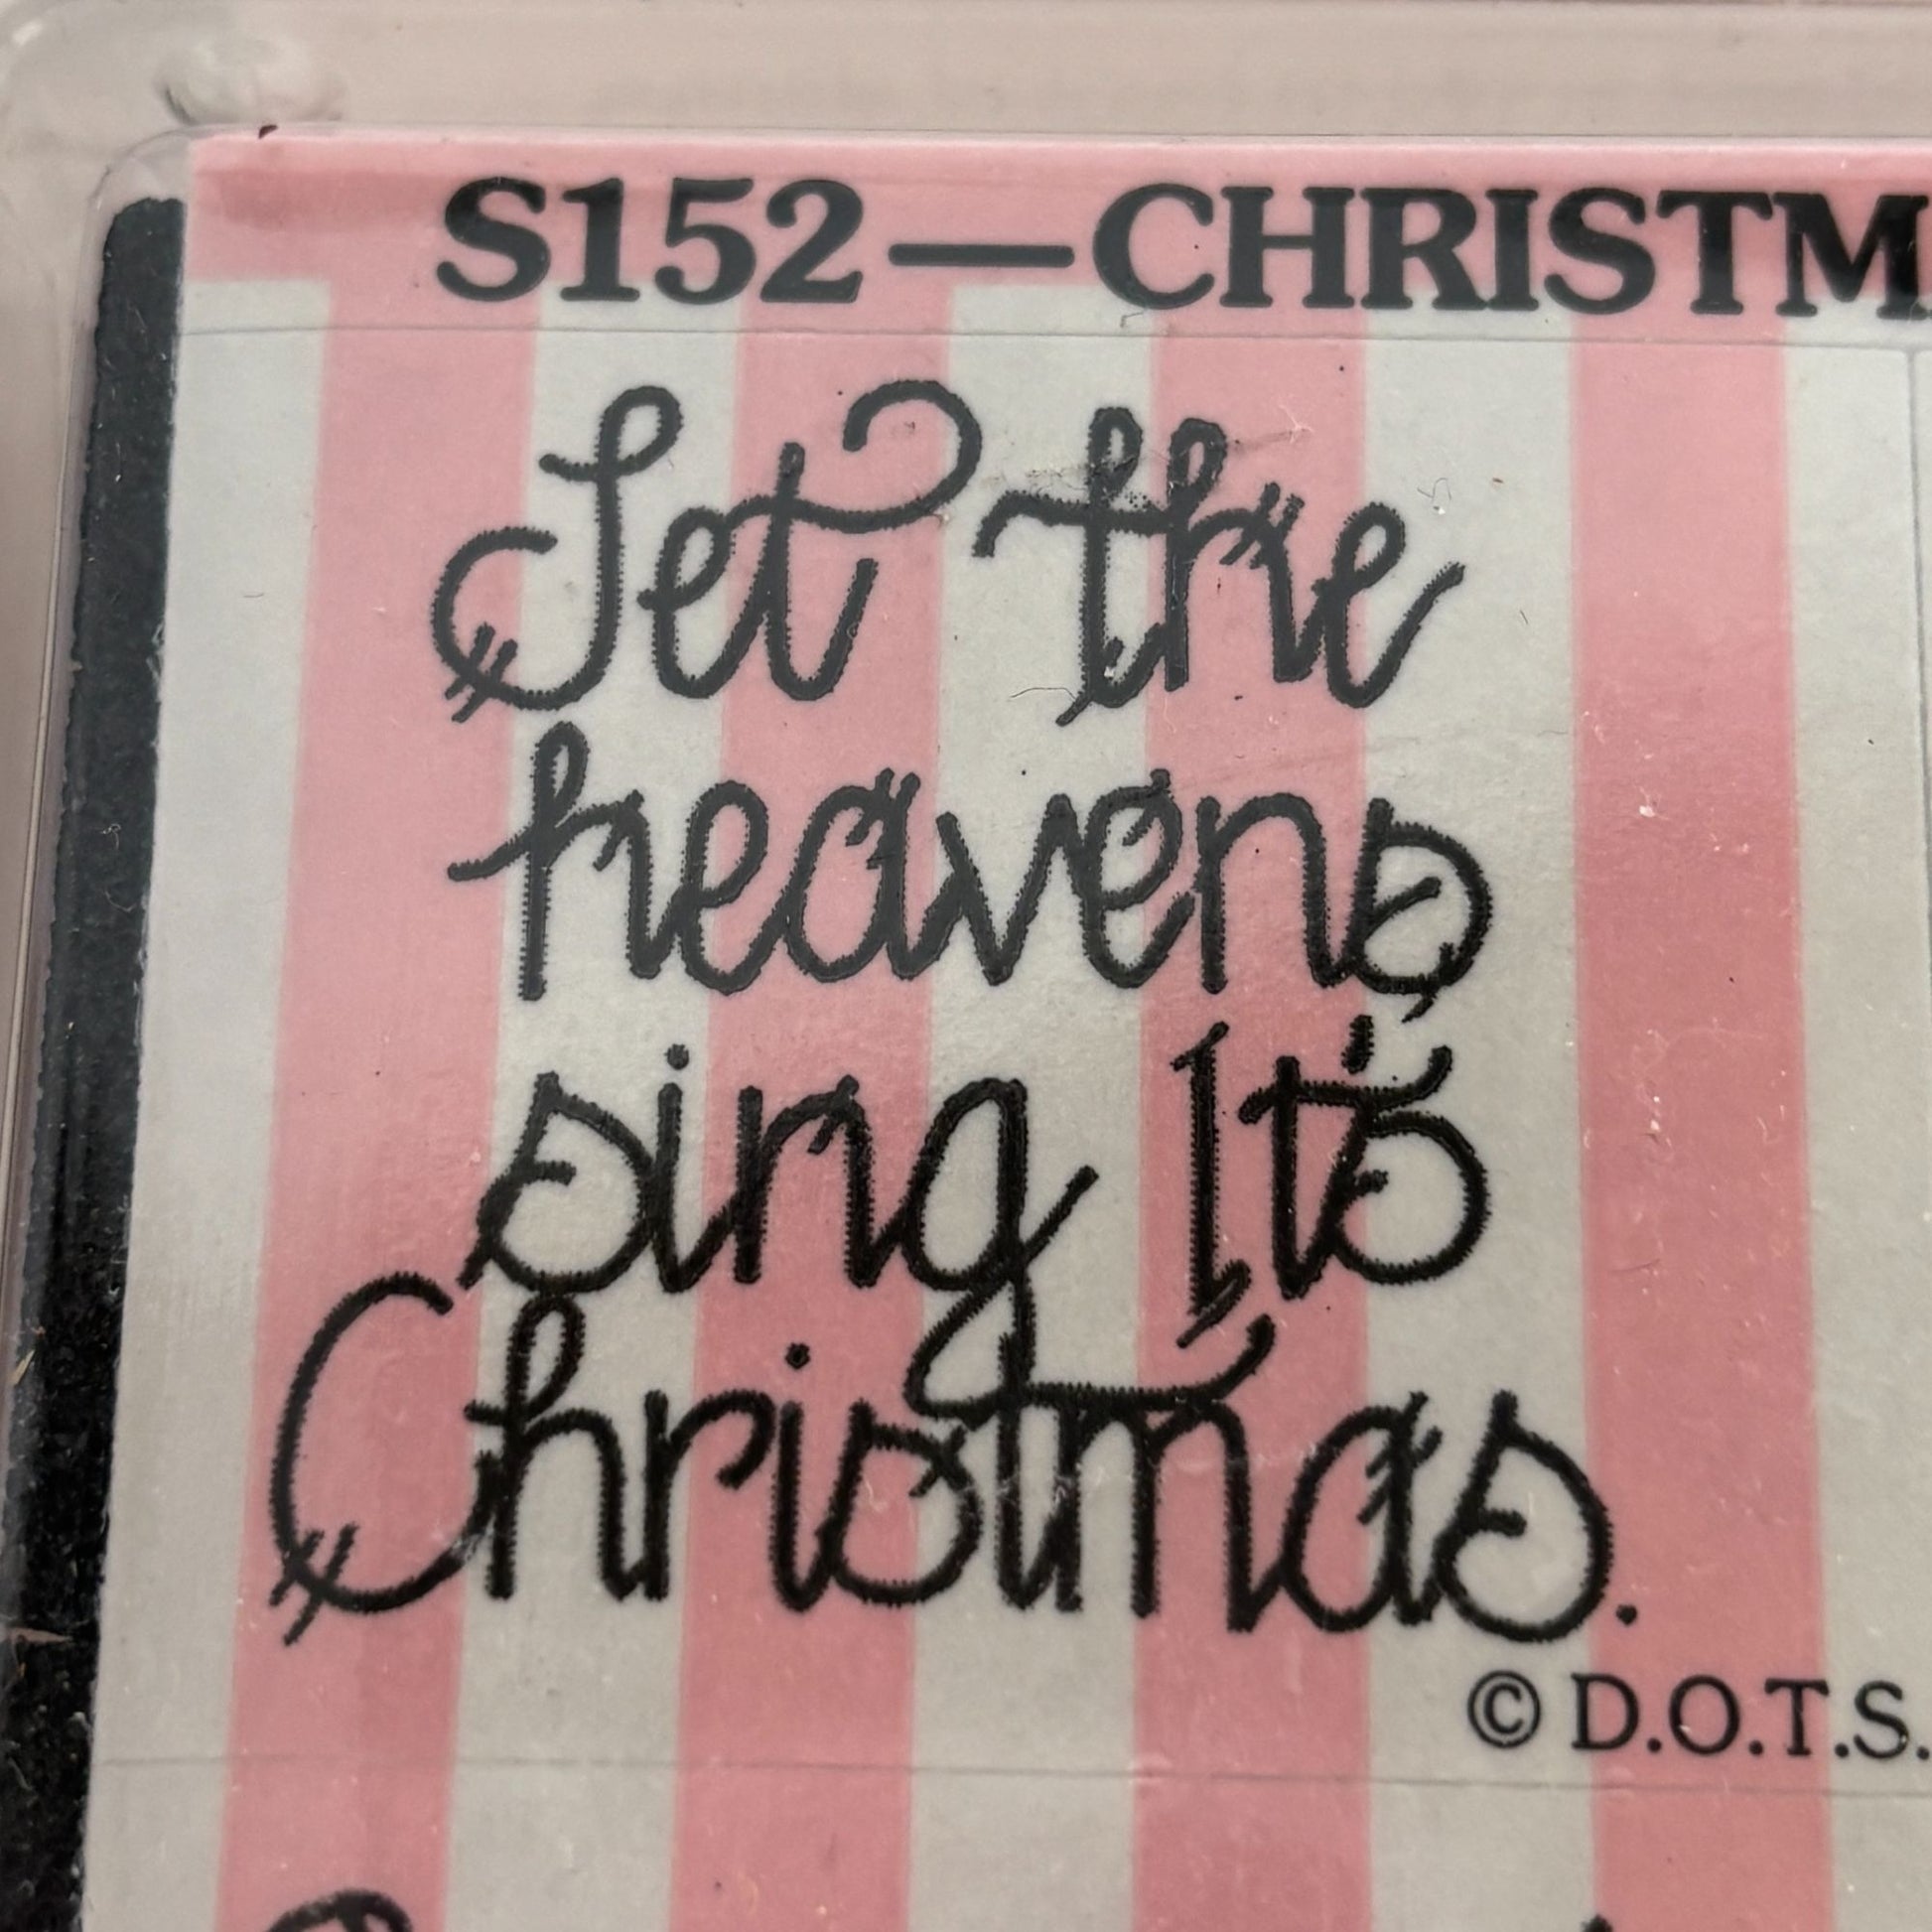 S152—CHRISTM
Let the
heavens
sing It's
Christmas.
© D.O.T.S.